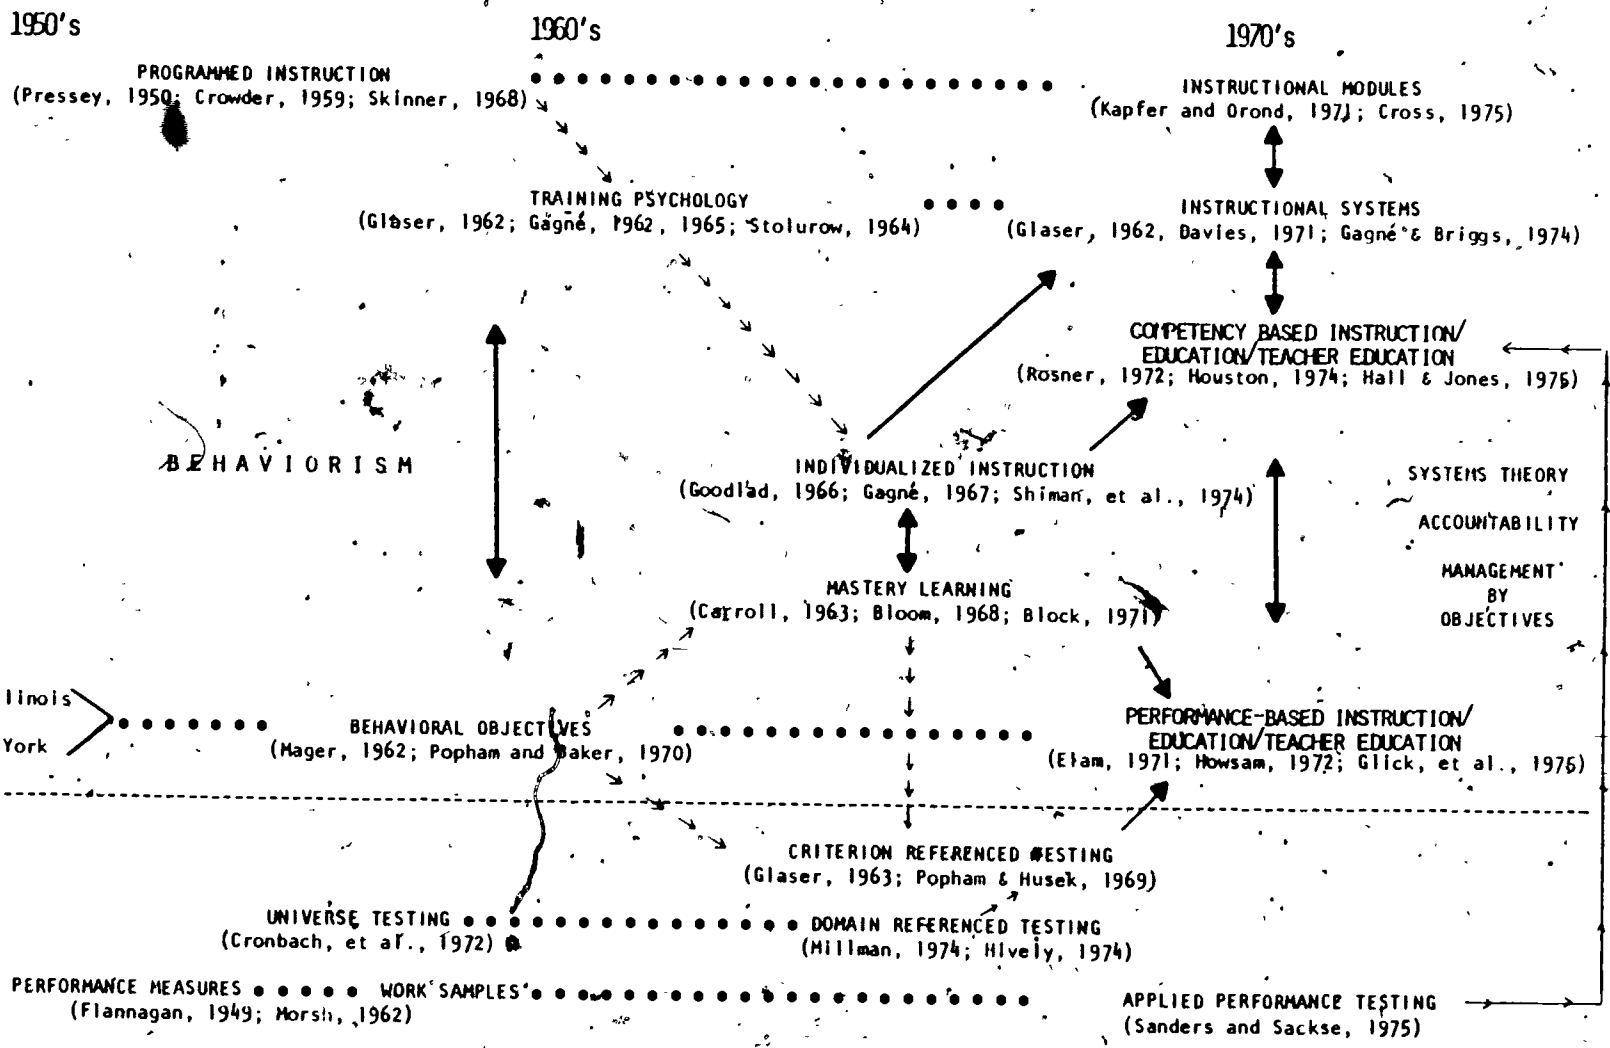 1950's
1960's
1970's
PROGRAMMED INSTRUCTION
(Pressey, 1950; Crowder, 1959; Skinner, 1968)
INSTRUCTIONAL MODULES
(Kapfer and Orond, 1971; Cross, 1975)
TRAINING PSYCHOLOGY
(Glaser, 1962; Gagné, 1962, 1965; Stolurow, 1964)
INSTRUCTIONAL SYSTEMS
(Glaser, 1962, Davies, 1971; Gagné & Briggs, 1974)
COMPETENCY BASED INSTRUCTION/
EDUCATION/TEACHER EDUCATION
(Rosner, 1972; Houston, 1974; Hall & Jones, 1976)
BEHAVIORISM
INDIVIDUALIZED INSTRUCTION
(Goodlad, 1966; Gagné, 1967; Shiman, et al., 1974)
SYSTEMS THEORY
ACCOUNTABILITY
MANAGEMENT
BY
OBJECTIVES
MASTERY LEARNING
(Carroll, 1963; Bloom, 1968; Block, 1971)
linois
York
BEHAVIORAL OBJECTIVES
(Mager, 1962; Popham and Baker, 1970)
PERFORMANCE-BASED INSTRUCTION/
EDUCATION/TEACHER EDUCATION
(Elam, 1971; Howsam, 1972; Glick, et al., 1976)
CRITERION REFERENCED TESTING
(Glaser, 1963; Popham & Husek, 1969)
UNIVERSE TESTING
(Cronbach, et al., 1972)
DOMAIN REFERENCED TESTING
(Millman, 1974; Hively, 1974)
PERFORMANCE MEASURES
WORK SAMPLES
(Flannagan, 1949; Morsh, 1962)
APPLIED PERFORMANCE TESTING
(Sanders and Sackse, 1975)